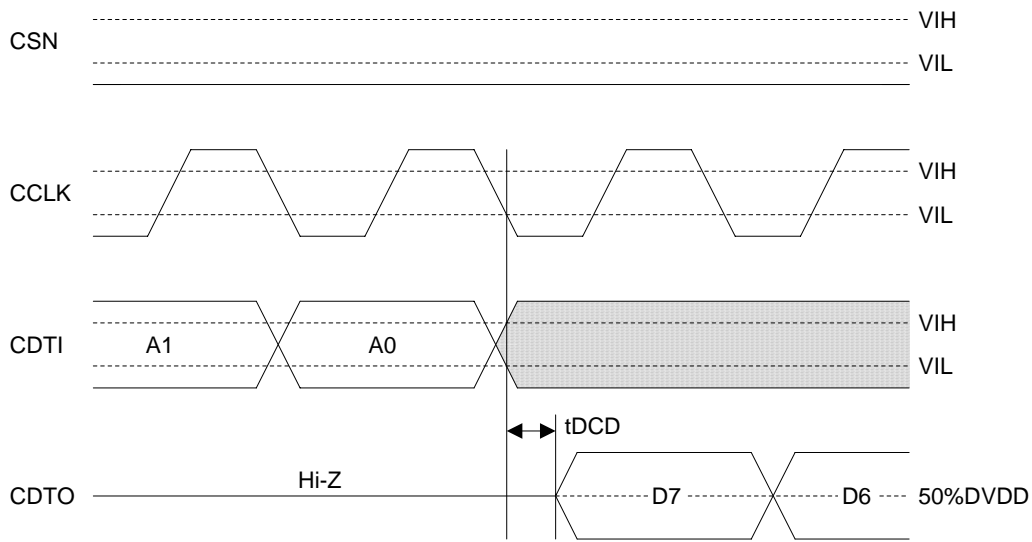 CSN
VIH
VIL
CCLK
VIH
VIL
CDTI
A1
A0
VIH
VIL
tDCD
CDTO
Hi-Z
D7
D6
50%DVDD